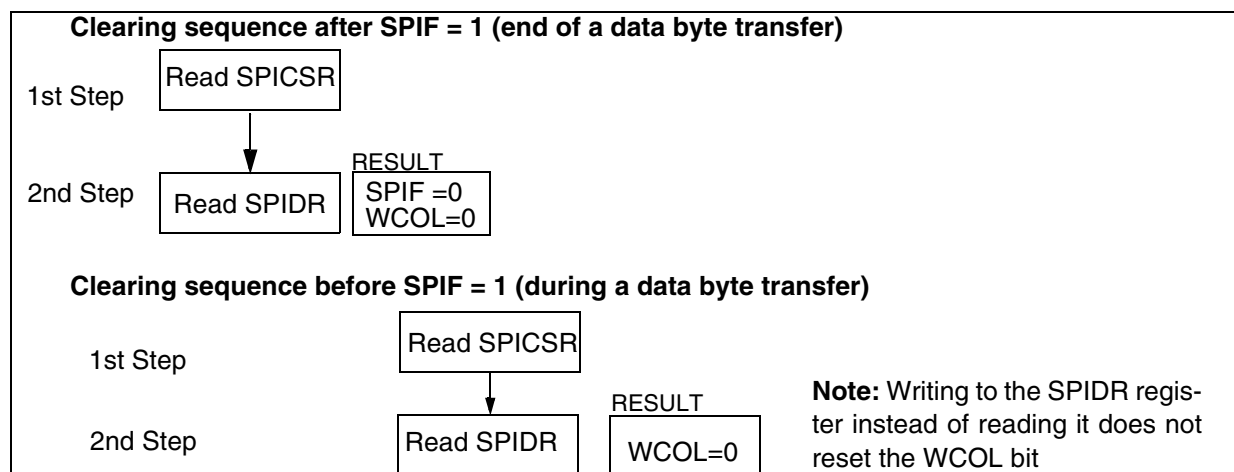 Clearing sequence after SPIF = 1 (end of a data byte transfer)
1st Step
Read SPICSR
2nd Step
Read SPIDR
RESULT
SPIF =0
WCOL=0
Clearing sequence before SPIF = 1 (during a data byte transfer)
1st Step
Read SPICSR
2nd Step
Read SPIDR
RESULT
WCOL=0
Note: Writing to the SPIDR regis-
ter instead of reading it does not
reset the WCOL bit